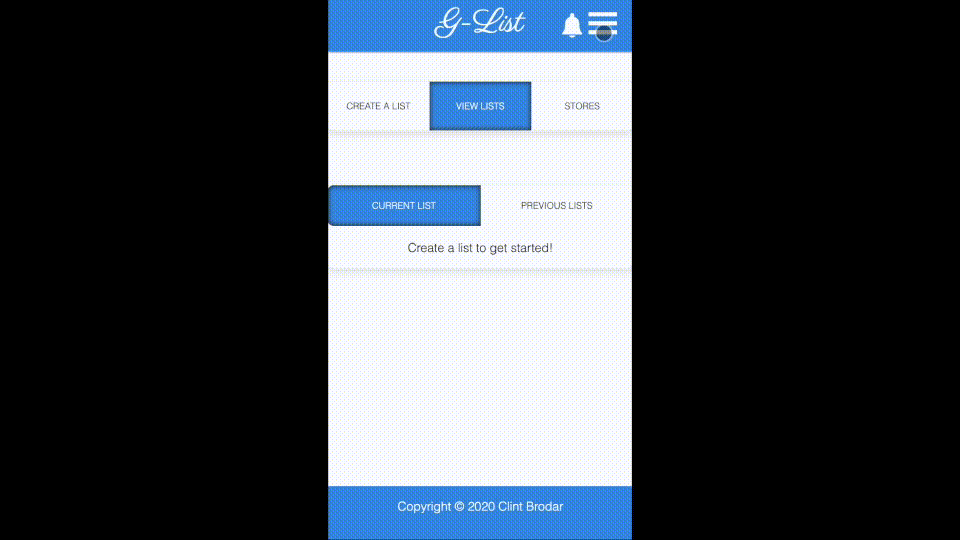 G-List
CREATE A LIST VIEW LISTS STORES
CURRENT LIST PREVIOUS LISTS
Create a list to get started!
Copyright © 2020 Clint Brodar